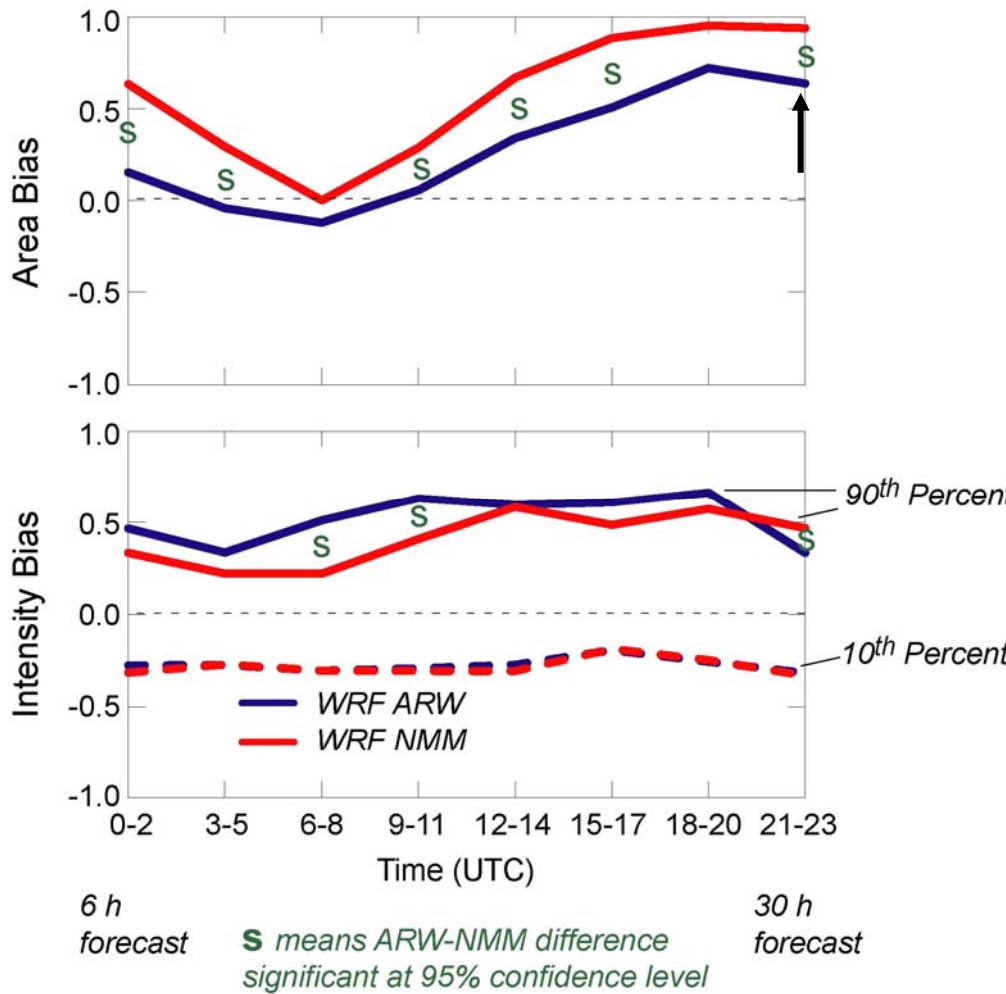 1.0
0.5
0.0
-0.5
-1.0
Area Bias
S
S
S
S
S
S
S
1.0
0.5
0.0
-0.5
-1.0
Intensity Bias
S
S
S
90th Percent
10th Percent
WRF ARW
WRF NMM
0-2 3-5 6-8 9-11 12-14 15-17 18-20 21-23
Time (UTC)
6 h
forecast
30 h
forecast
S means ARW-NMM difference
significant at 95% confidence level